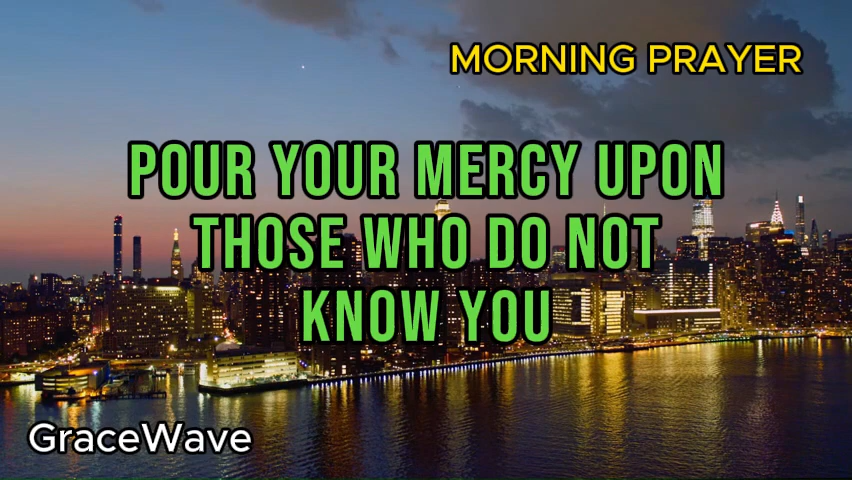 MORNING PRAYER
POUR YOUR MERCY UPON
THOSE WHO DO NOT
KNOW YOU
GraceWave